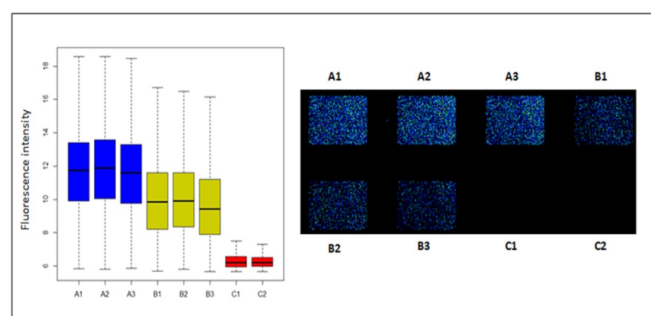 Fluorescence intensity
18
16
14
12
10
8
6
A1 A2 A3 B1 B2 B3 C1 C2
A1 A2 A3 B1
B2 B3 C1 C2